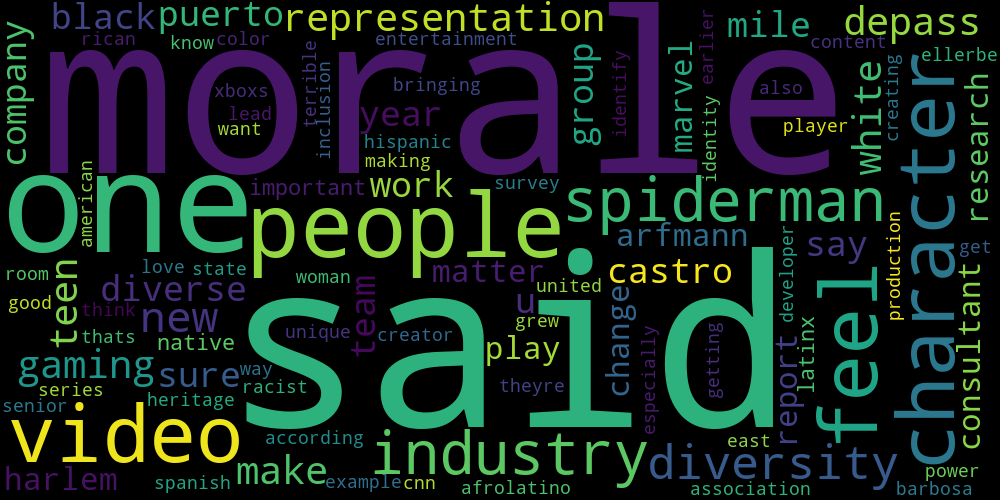 black
puerto
representation
morale
mile
depass
rican
know
color
entertainment
content
ellerbe
company
xboxs
lead
want
terrible
inclusion
bringing
year
group
identify
marvel
earlier
also
player
white
creating
character
research
hispanic
making
identity
american
one
important
work
survey
people
spiderman
arfmann
say
developer
production
get
room
good
love
state
woman
matter
united
castro
teen
diverse
think
thats
new
native
unique
team
creator
u
grew
play
change
feel
consultant
gaming
series
sure
way
racist
heritage
said
theyre
especially
getting
report
latinx
senior
video
according
industry
east
diversity
power
harlem
spanish
make
example
cnn
afrolatino
association
barbosa